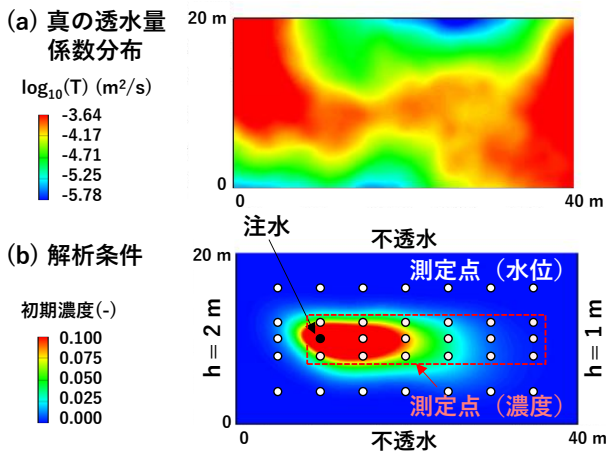 (a) 真の透水量
係数分布
log10(T) (m²/s)
-3.64
-4.17
-4.71
-5.25
-5.78
20 m
0
40 m
(b) 解析条件
初期濃度(-)
0.100
0.075
0.050
0.025
0.000
注水
不透水
20 m
測定点（水位）
h = 2 m
h = 1 m
測定点（濃度）
0
0
不透水
40 m